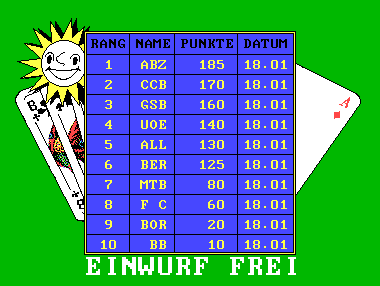 RANG NAME PUNKTE DATUM
1 ABZ 185 18.01
2 CCB 170 18.01
3 GSB 160 18.01
4 UOE 140 18.01
5 ALL 130 18.01
6 BER 125 18.01
7 MTB 80 18.01
8 F C 60 18.01
9 BOR 20 18.01
10 BB 10 18.01
EINWURF FREI
B
A